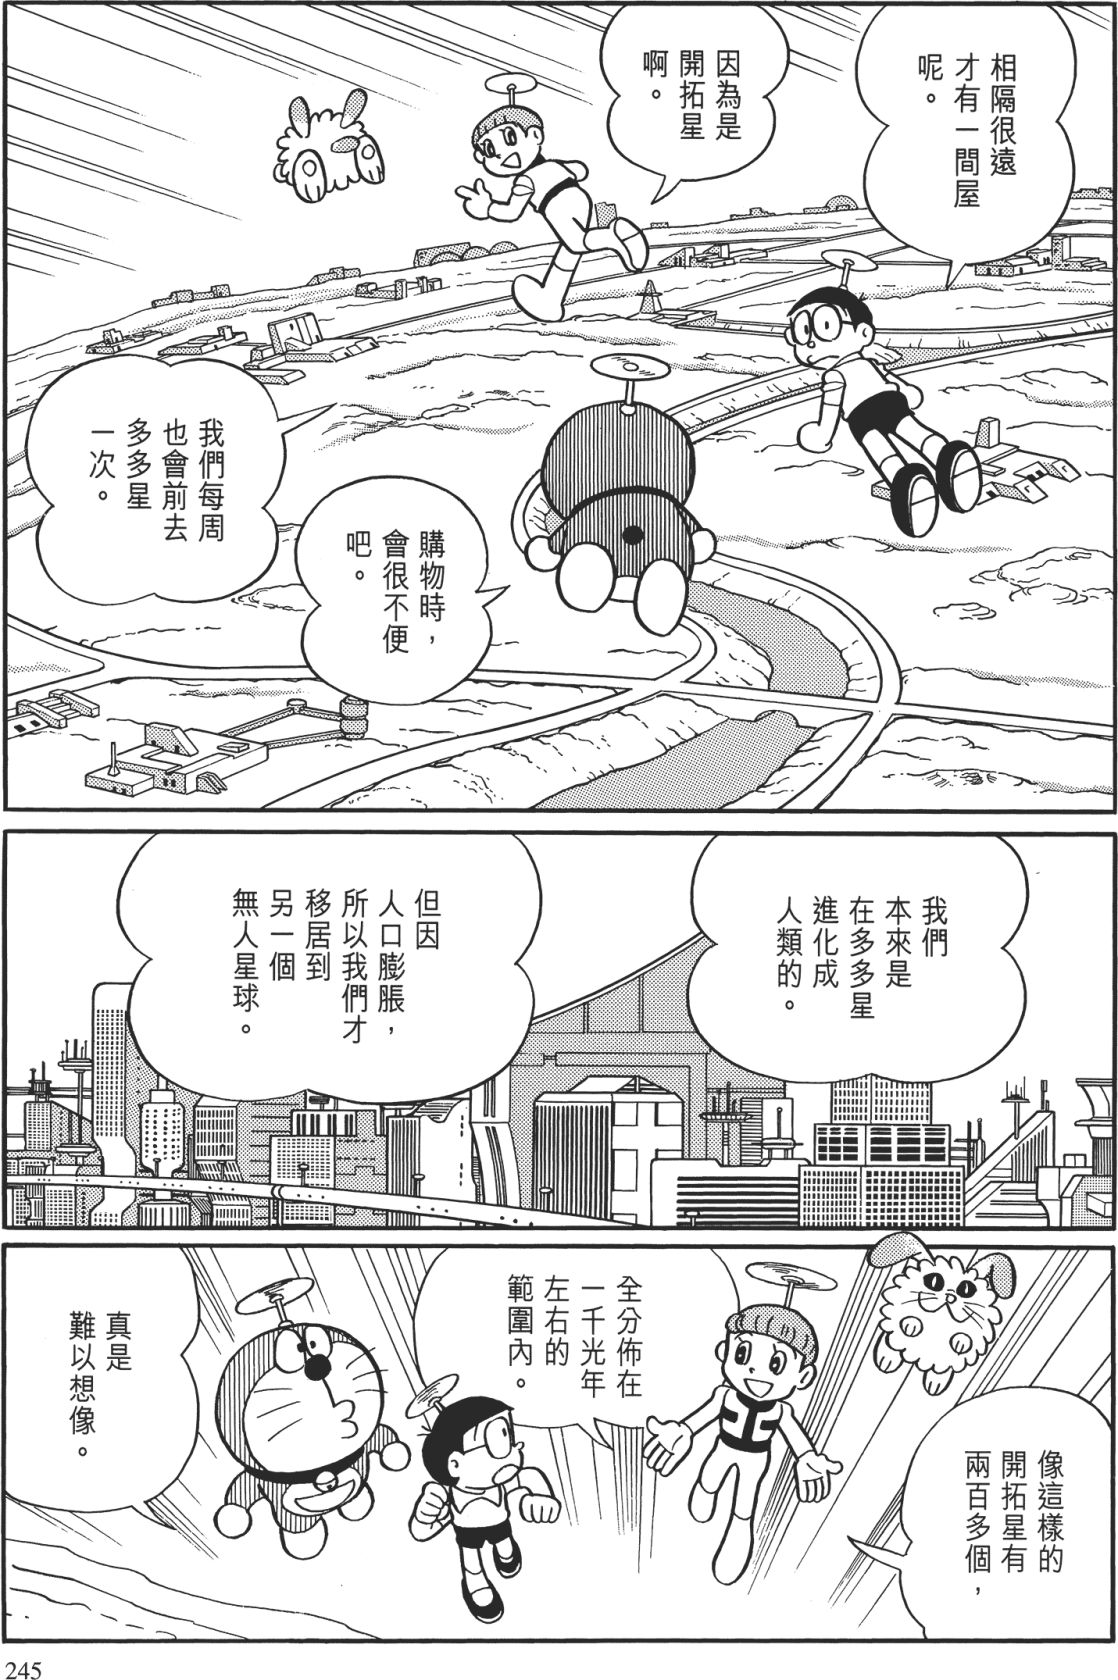 相隔很遠
才有一間屋
呢。
因為是
開拓星
啊。
購物時，
會很不便
吧。
我們每周
也會前去
多多星
一次。
我們
本來是
在多多星
進化成
人類的。
但因
人口膨脹，
所以我們才
移居到
另一個
無人星球。
像這樣的
開拓星有
兩百多個，
全分佈在
一千光年
左右的
範圍內。
真是
難以想像。
245